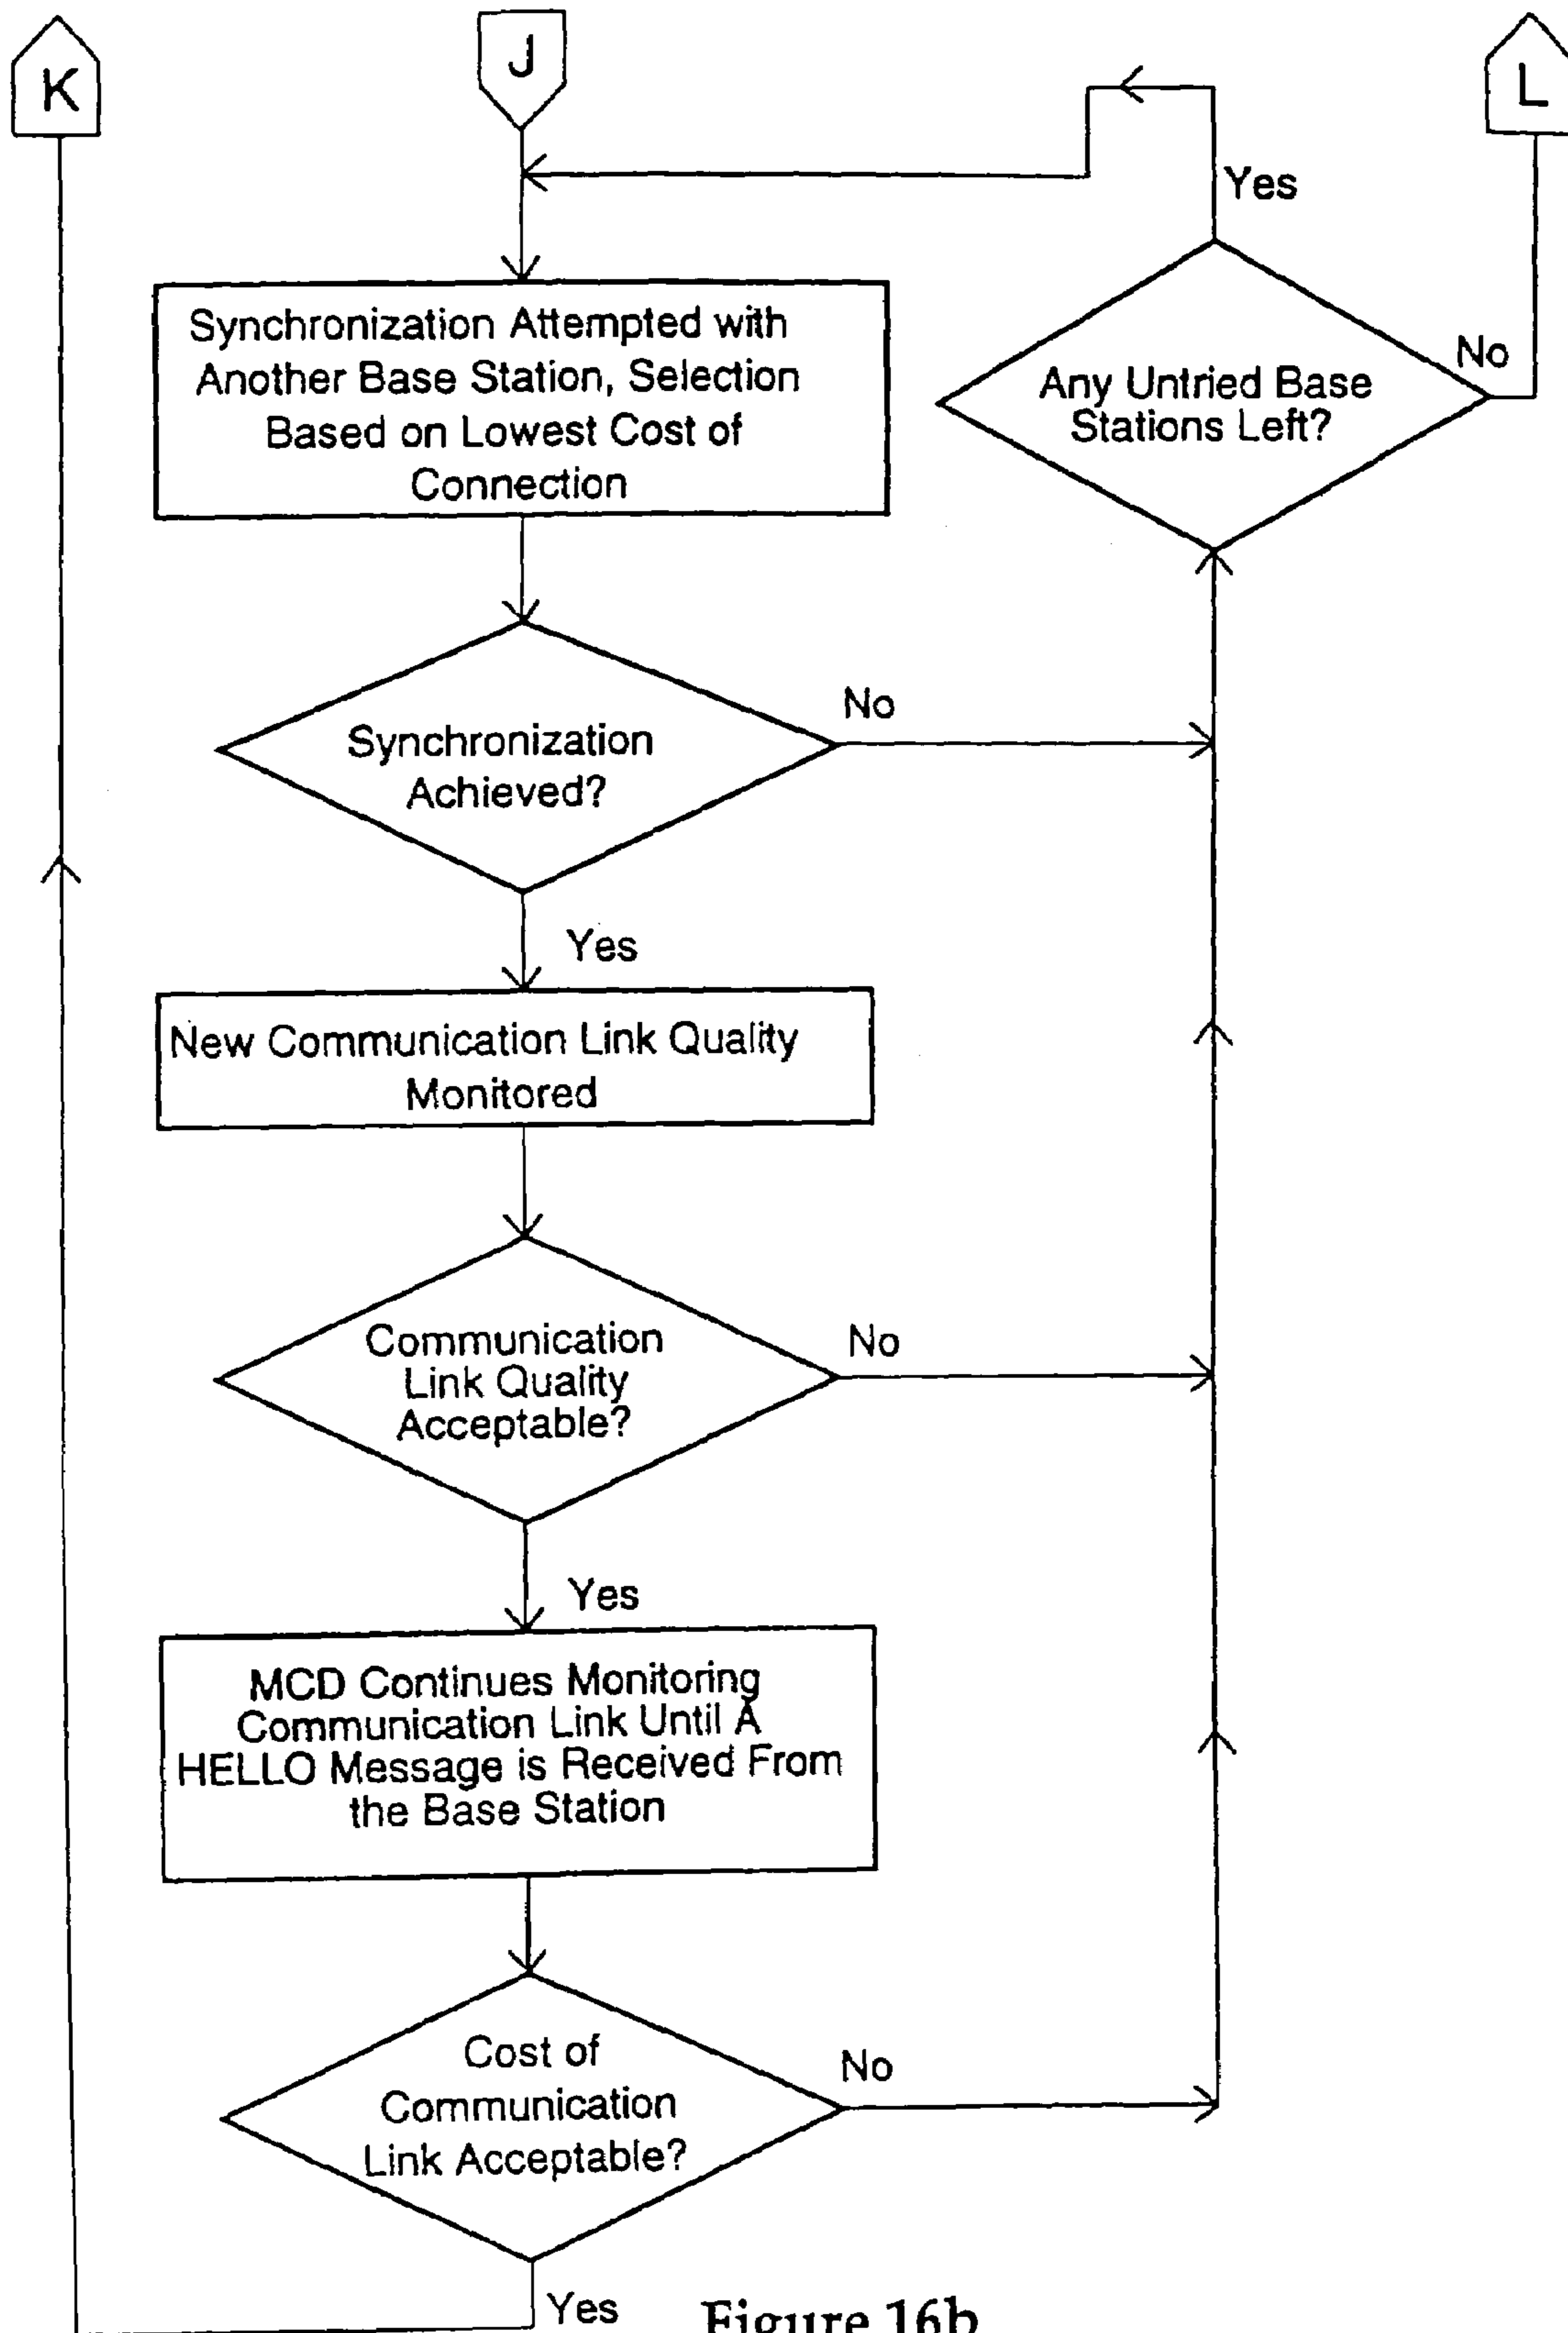 K
J
L
Yes
Synchronization Attempted with
Another Base Station, Selection
Based on Lowest Cost of
Connection
Any Untried Base
Stations Left?
No
Synchronization
Achieved?
No
Yes
New Communication Link Quality
Monitored
Communication
Link Quality
Acceptable?
No
Yes
MCD Continues Monitoring
Communication Link Until A
HELLO Message is Received From
the Base Station
Cost of
Communication
Link Acceptable?
No
Yes
Figure 16b